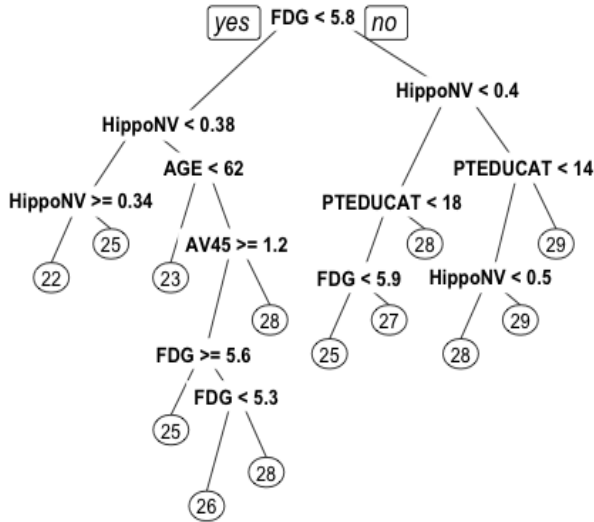 yes FDG < 5.8 no
HippoNV < 0.4
HippoNV < 0.38
AGE < 62 PTEDUCAT < 14
HippoNV >= 0.34 PTEDUCAT < 18
25 AV45 >= 1.2 28 29
22 23 FDG < 5.9 HippoNV < 0.5
28 27 29
FDG >= 5.6 25 28
FDG < 5.3
25
28
26